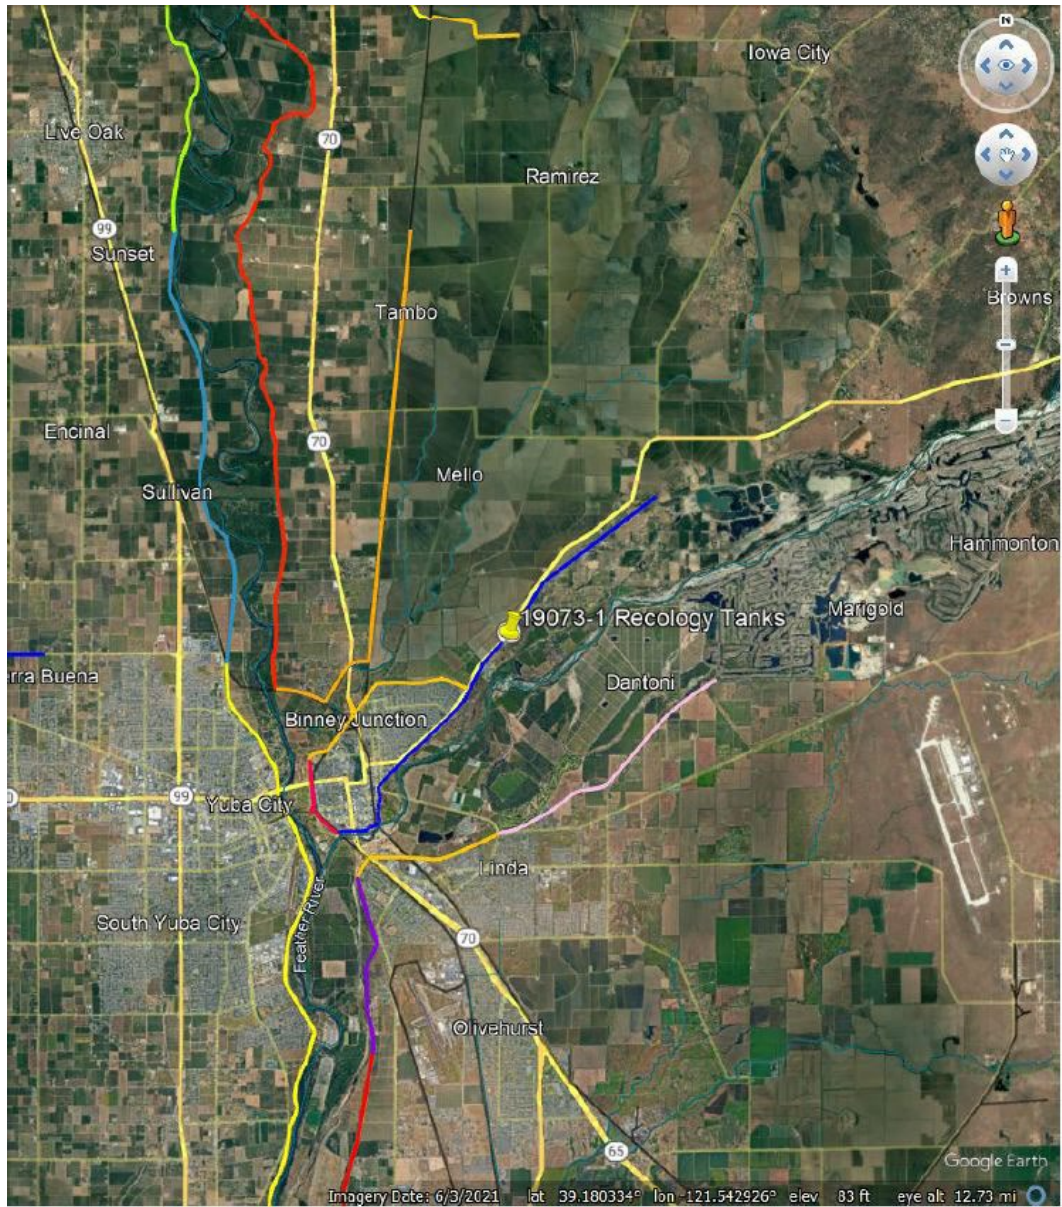 N
Iowa City
Live Oak
70
Ramirez
99
Sunset
Browns
Tambo
70
Encinal
Mello
Sullivan
Hammonton
Marigold
19073-1 Recology Tanks
erra Buena
Dantoni
Binney Junction
99
Yuba City
Linda
South Yuba City
Feather River
70
Olivehurst
65
Google Earth
Imagery Date: 6/3/2021 lat 39.180334° lon -121.542926° elev 83 ft eye alt 12.73 mi